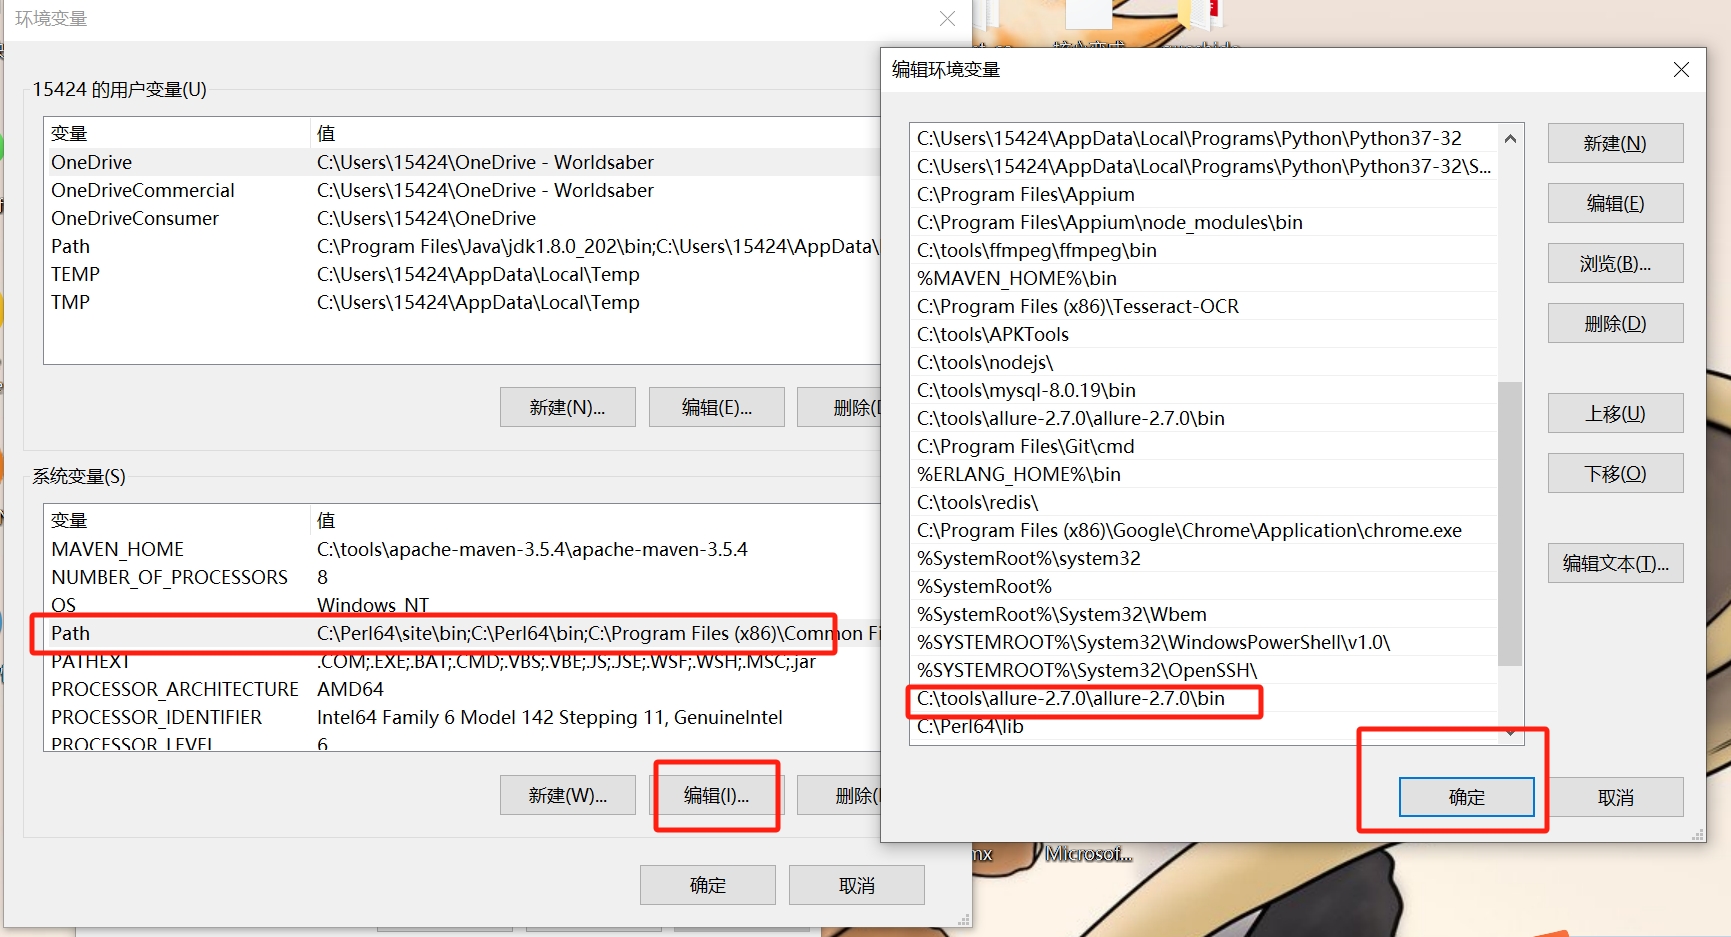 环境变量
15424 的用户变量(U)
变量 值
OneDrive C:\Users\15424\OneDrive - Worldsaber
OneDriveCommercial C:\Users\15424\OneDrive - Worldsaber
OneDriveConsumer C:\Users\15424\OneDrive
Path C:\Program Files\Java\jdk1.8.0_202\bin;C:\Users\15424\AppData\
TEMP C:\Users\15424\AppData\Local\Temp
TMP C:\Users\15424\AppData\Local\Temp
新建(N)... 编辑(E)... 删除(
系统变量(S)
变量 值
MAVEN_HOME C:\tools\apache-maven-3.5.4\apache-maven-3.5.4
NUMBER_OF_PROCESSORS 8
OS Windows_NT
Path C:\Perl64\site\bin;C:\Perl64\bin;C:\Program Files (x86)\Common Fi
PATHEXT .COM;.EXE;.BAT;.CMD;.VBS;.VBE;.JS;.JSE;.WSF;.WSH;.MSC;.jar
PROCESSOR_ARCHITECTURE AMD64
PROCESSOR_IDENTIFIER Intel64 Family 6 Model 142 Stepping 11, GenuineIntel
PROCESSOR_LEVEL 6
新建(W)... 编辑(I)... 删除(
确定 取消
编辑环境变量
C:\Users\15424\AppData\Local\Programs\Python\Python37-32
C:\Users\15424\AppData\Local\Programs\Python\Python37-32\S...
C:\Program Files\Appium
C:\Program Files\Appium\node_modules\bin
C:\tools\ffmpeg\ffmpeg\bin
%MAVEN_HOME%\bin
C:\Program Files (x86)\Tesseract-OCR
C:\tools\APKTools
C:\tools\nodejs\
C:\tools\mysql-8.0.19\bin
C:\tools\allure-2.7.0\allure-2.7.0\bin
C:\Program Files\Git\cmd
%ERLANG_HOME%\bin
C:\tools\redis\
C:\Program Files (x86)\Google\Chrome\Application\chrome.exe
%SystemRoot%\system32
%SystemRoot%
%SystemRoot%\System32\Wbem
%SYSTEMROOT%\System32\WindowsPowerShell\v1.0\
%SYSTEMROOT%\System32\OpenSSH\
C:\tools\allure-2.7.0\allure-2.7.0\bin
C:\Perl64\lib
新建(N)
编辑(E)
浏览(B)...
删除(D)
上移(U)
下移(O)
编辑文本(T)...
确定 取消
mx Microsof...